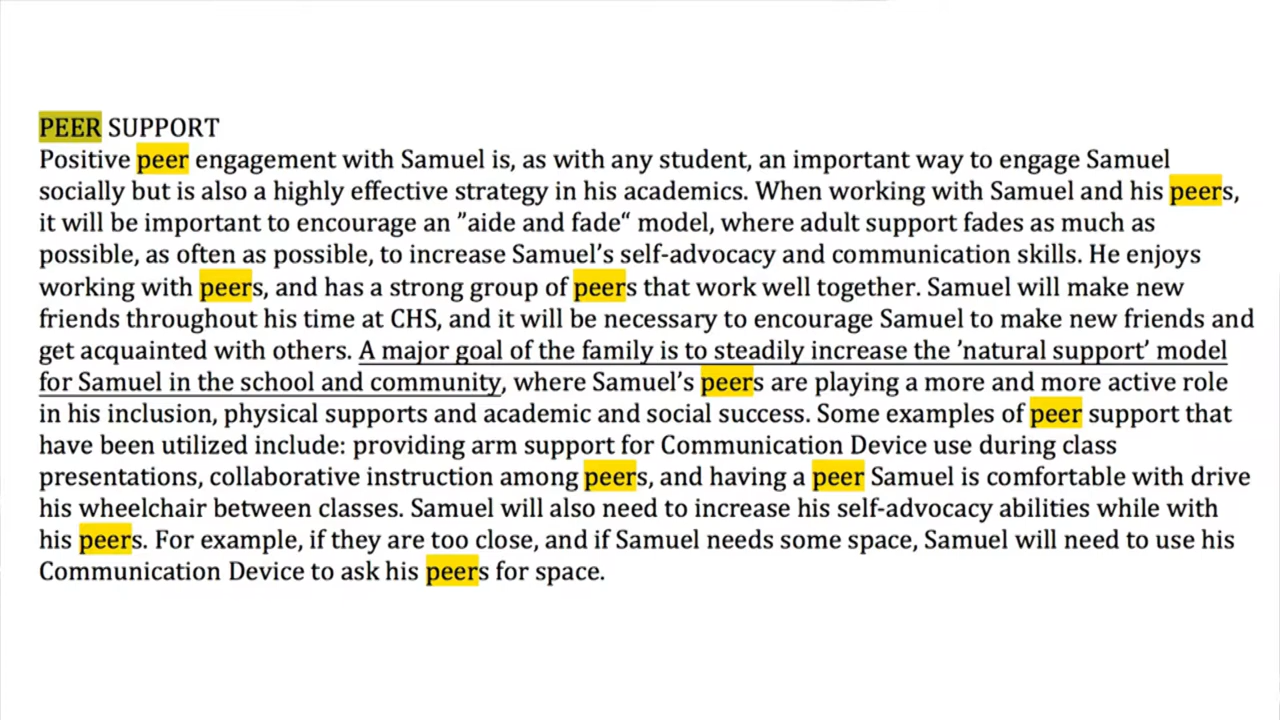 PEER SUPPORT
Positive peer engagement with Samuel is, as with any student, an important way to engage Samuel
socially but is also a highly effective strategy in his academics. When working with Samuel and his peers,
it will be important to encourage an ”aide and fade“ model, where adult support fades as much as
possible, as often as possible, to increase Samuel’s self-advocacy and communication skills. He enjoys
working with peers, and has a strong group of peers that work well together. Samuel will make new
friends throughout his time at CHS, and it will be necessary to encourage Samuel to make new friends and
get acquainted with others. A major goal of the family is to steadily increase the ’natural support’ model
for Samuel in the school and community, where Samuel’s peers are playing a more and more active role
in his inclusion, physical supports and academic and social success. Some examples of peer support that
have been utilized include: providing arm support for Communication Device use during class
presentations, collaborative instruction among peers, and having a peer Samuel is comfortable with drive
his wheelchair between classes. Samuel will also need to increase his self-advocacy abilities while with
his peers. For example, if they are too close, and if Samuel needs some space, Samuel will need to use his
Communication Device to ask his peers for space.